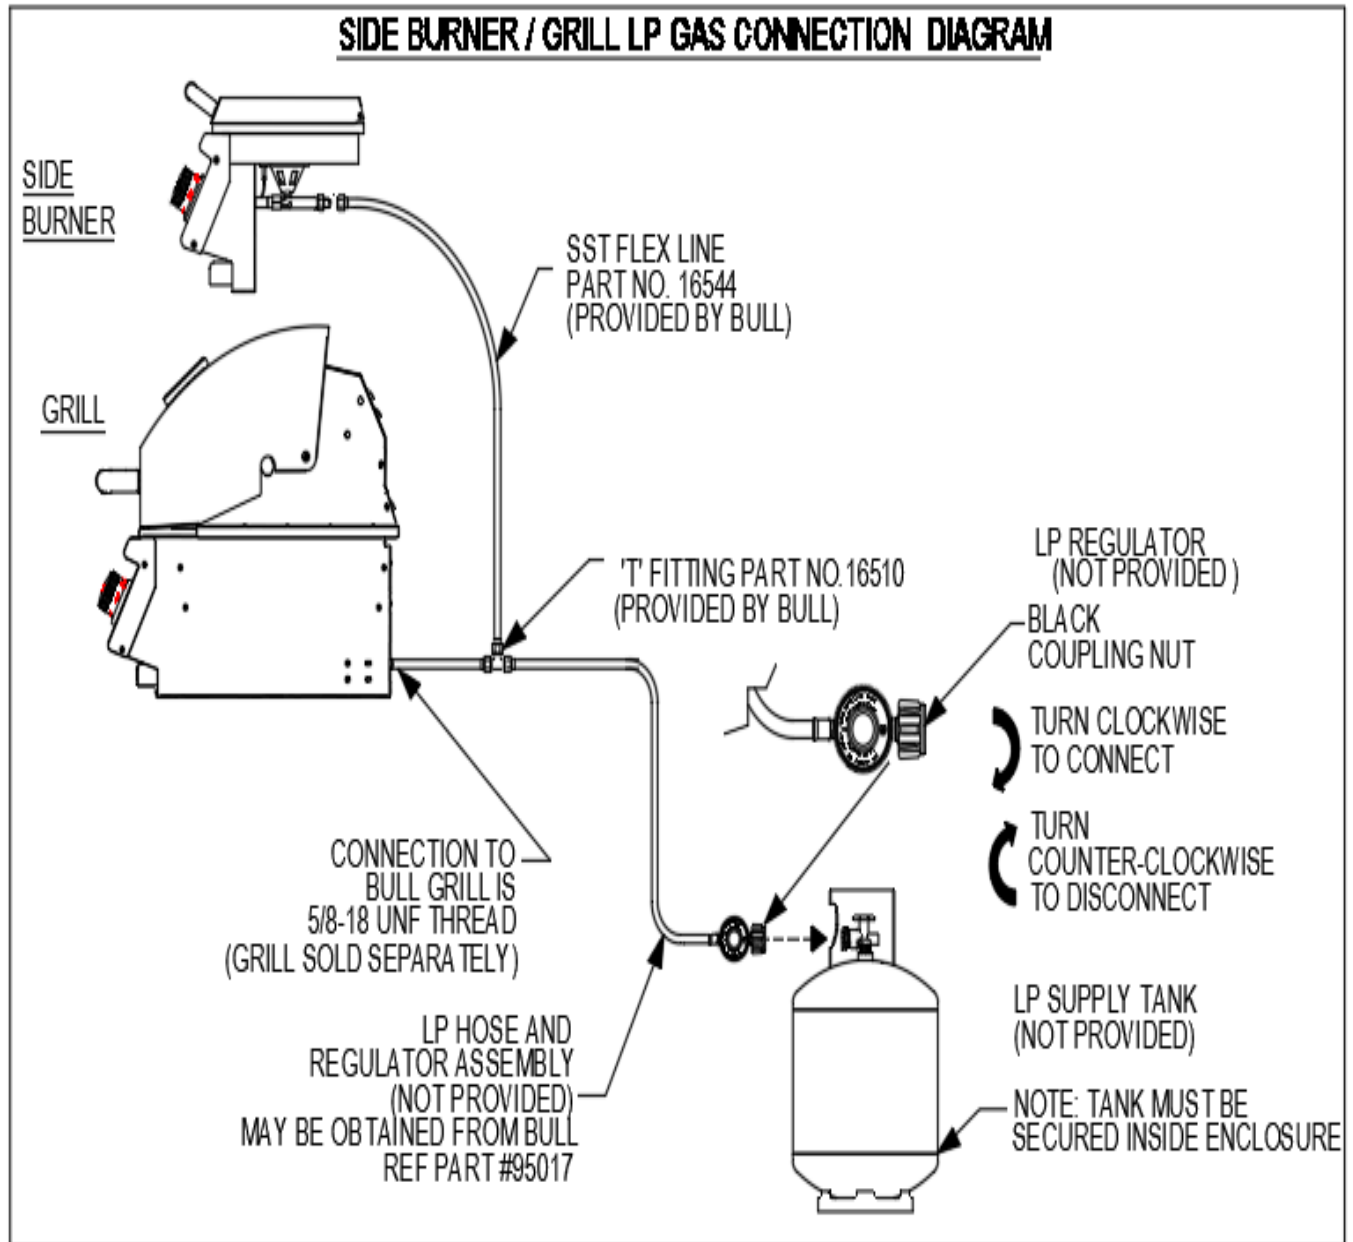 SIDE BURNER / GRILL LP GAS CONNECTION DIAGRAM
SIDE
BURNER
SST FLEX LINE
PART NO. 16544
(PROVIDED BY BULL)
GRILL
'T' FITTING PART NO. 16510
(PROVIDED BY BULL)
LP REGULATOR
(NOT PROVIDED )
BLACK
COUPLING NUT
TURN CLOCKWISE
TO CONNECT
TURN
COUNTER-CLOCKWISE
TO DISCONNECT
CONNECTION TO
BULL GRILL IS
5/8-18 UNF THREAD
(GRILL SOLD SEPARATELY)
LP HOSE AND
REGULATOR ASSEMBLY
(NOT PROVIDED)
MAY BE OBTAINED FROM BULL
REF PART #95017
LP SUPPLY TANK
(NOT PROVIDED)
NOTE: TANK MUST BE
SECURED INSIDE ENCLOSURE